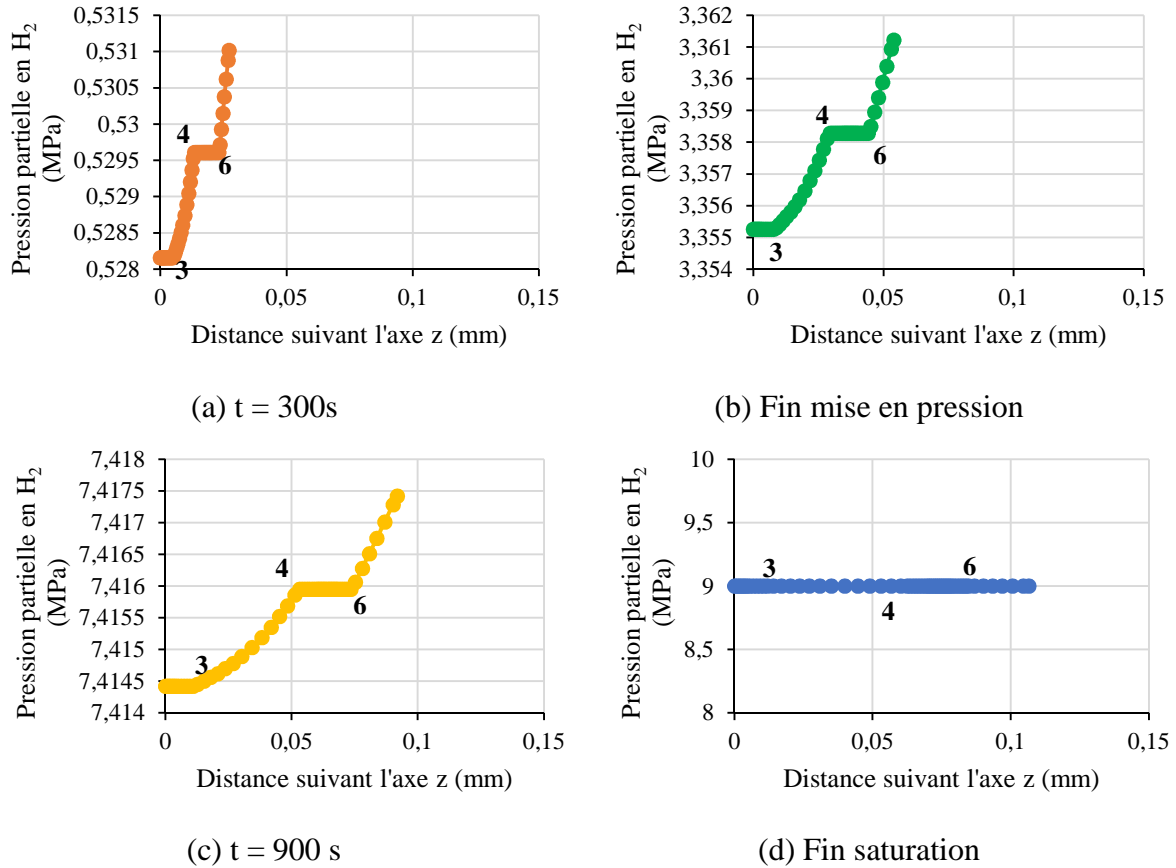 Pression partielle en H2
(MPa)
0,5315
0,531
0,5305
0,53
0,5295
0,529
0,5285
0,528
4
6
3
0 0,05 0,1 0,15
Distance suivant l'axe z (mm)
(a) t = 300s
Pression partielle en H2
(MPa)
3,362
3,361
3,36
3,359
3,358
3,357
3,356
3,355
3,354
4
6
3
0 0,05 0,1 0,15
Distance suivant l'axe z (mm)
(b) Fin mise en pression
Pression partielle en H2
(MPa)
7,418
7,4175
7,417
7,4165
7,416
7,4155
7,415
7,4145
7,414
4
6
3
0 0,05 0,1 0,15
Distance suivant l'axe z (mm)
(c) t = 900 s
Pression partielle en H2
(MPa)
10
9,5
9
8,5
8
3 6
4
0 0,05 0,1 0,15
Distance suivant l'axe z (mm)
(d) Fin saturation